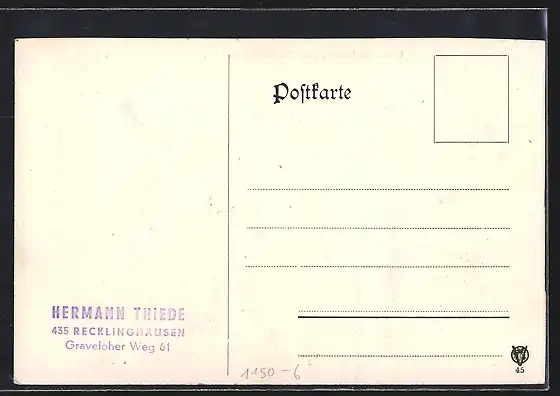 Postkarte
HERMANN THIEDE
435 RECKLINGHAUSEN
Graveloher Weg 61
1150-6
45